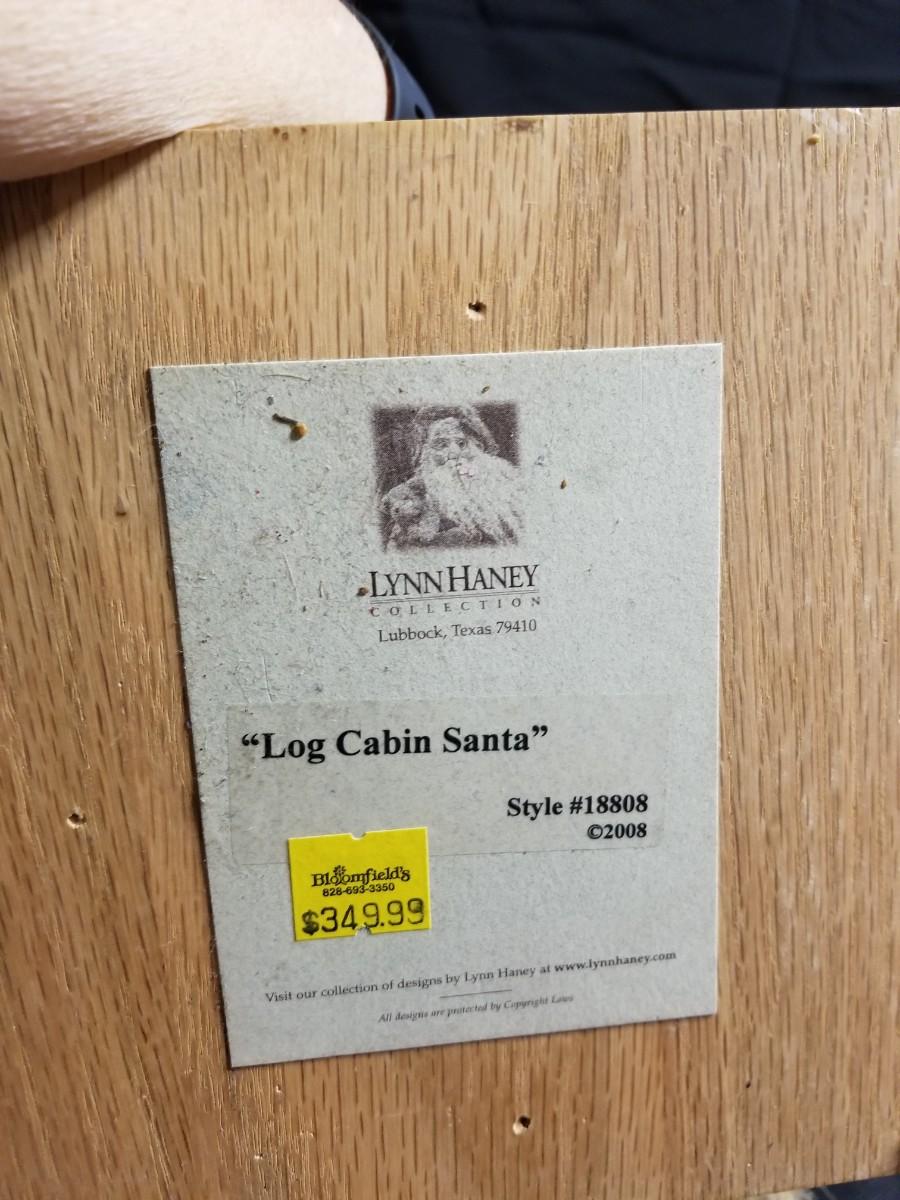 LYNN HANEY
COLLECTION
Lubbock, Texas 79410
“Log Cabin Santa”
Style #18808
©2008
Bloomfield's
828-693-3350
$349.99
Visit our collection of designs by Lynn Haney at www.lynnhaney.com
All designs are protected by Copyright Laws